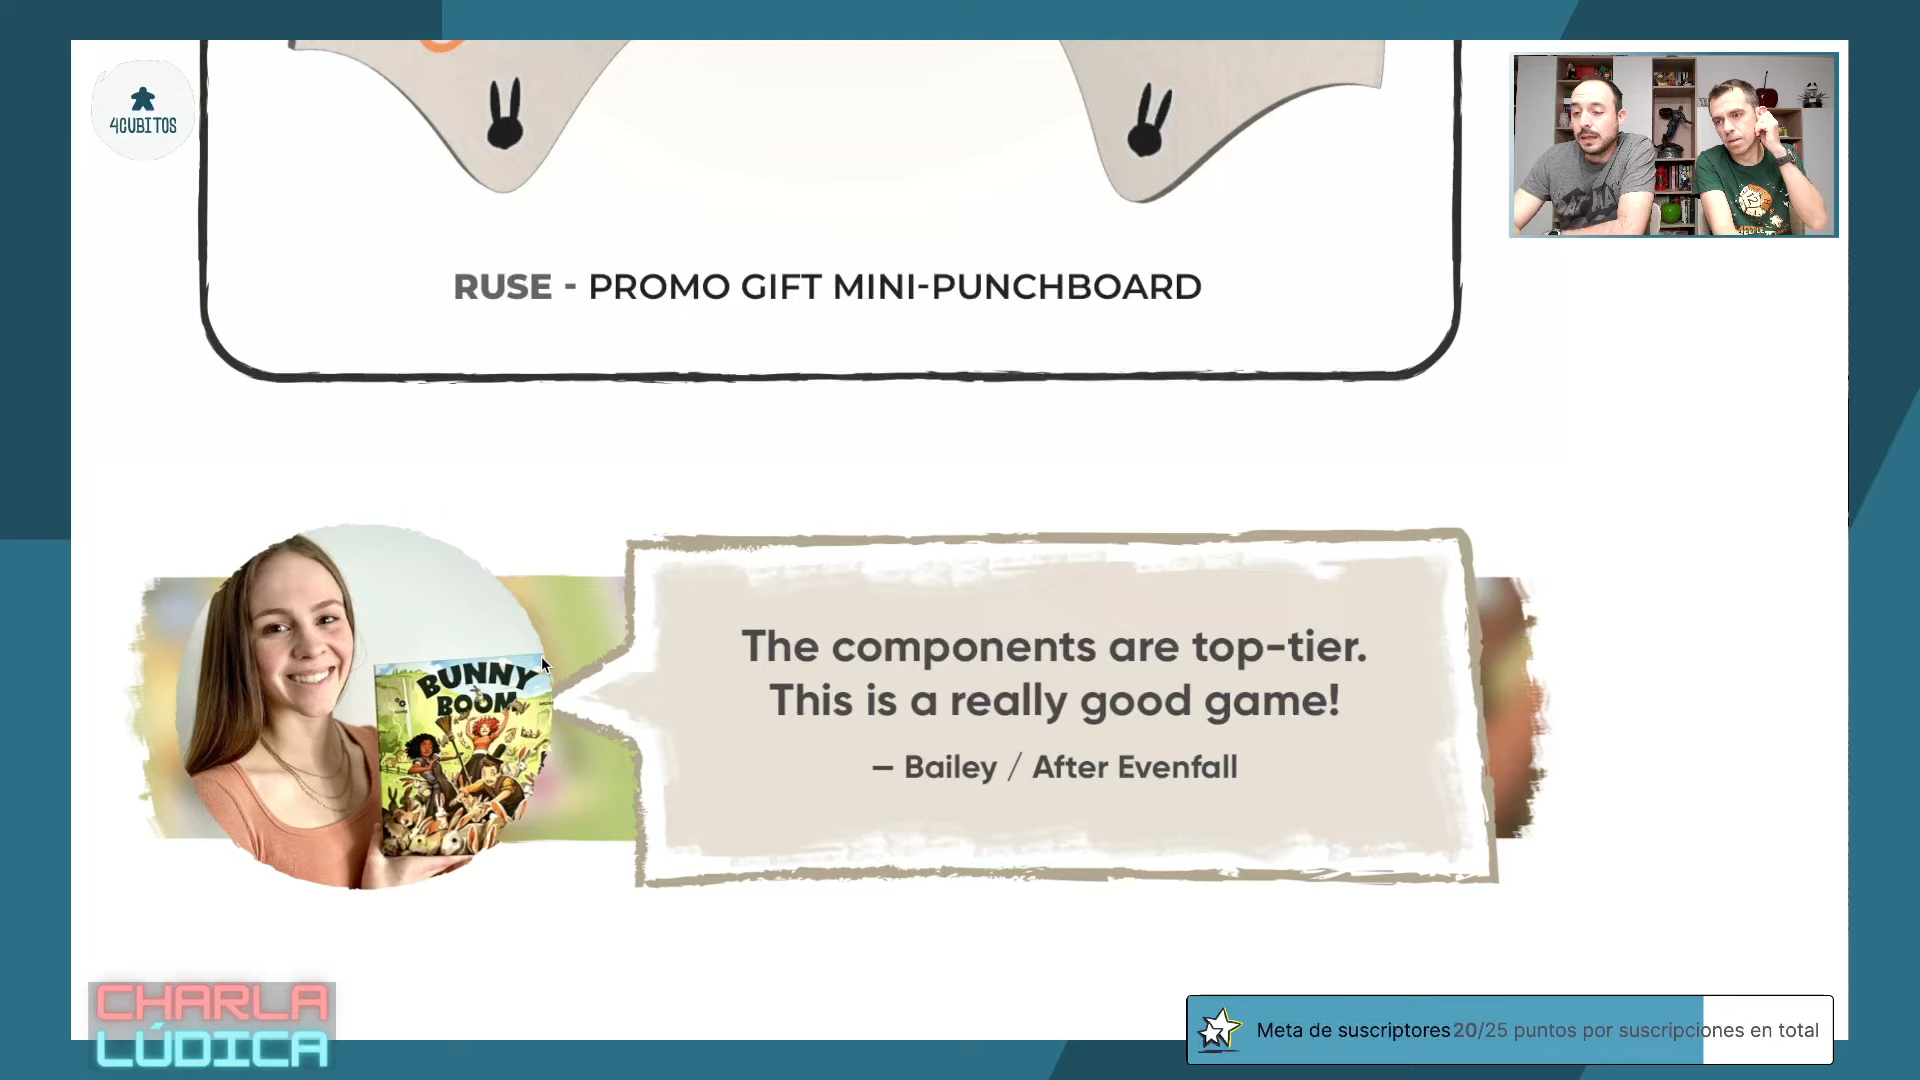 4CUBITOS
RUSE - PROMO GIFT MINI-PUNCHBOARD
BUNNY
BOOM
The components are top-tier.
This is a really good game!
— Bailey / After Evenfall
CHARLA
LÚDICA
Meta de suscriptores 20/25 puntos por suscripciones en total